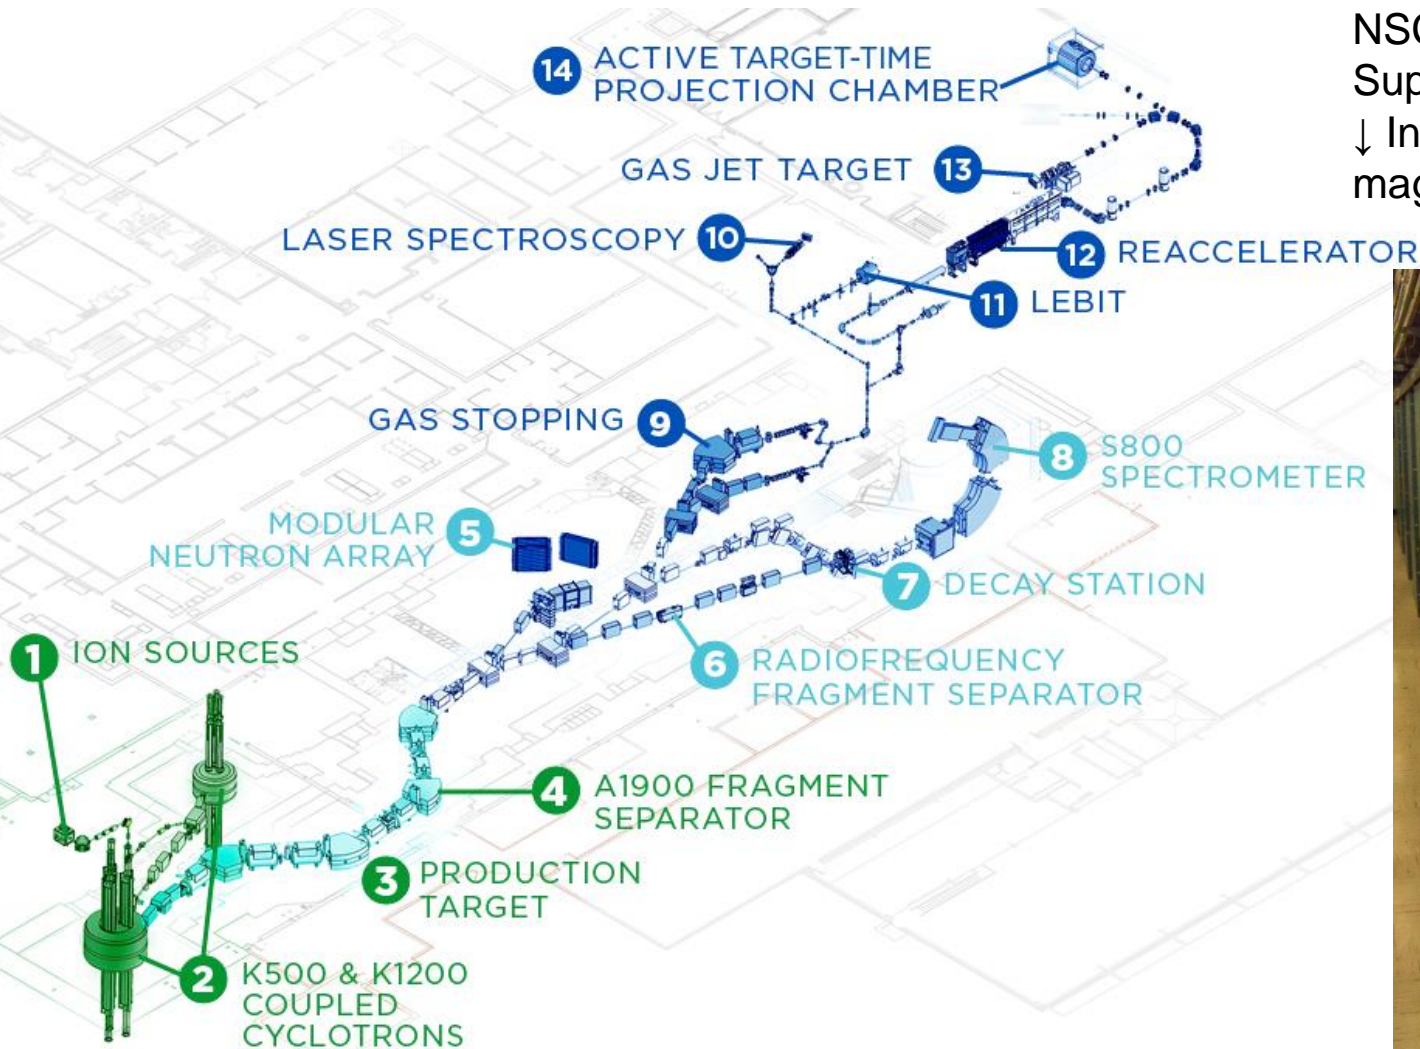 14 ACTIVE TARGET-TIME
PROJECTION CHAMBER
GAS JET TARGET 13
LASER SPECTROSCOPY 10
12 REACCELERATOR
11 LEBIT
GAS STOPPING 9
8 S800
SPECTROMETER
MODULAR
NEUTRON ARRAY 5
7 DECAY STATION
1 ION SOURCES
6 RADIOFREQUENCY
FRAGMENT SEPARATOR
4 A1900 FRAGMENT
SEPARATOR
3 PRODUCTION
TARGET
2 K500 & K1200
COUPLED
CYCLOTRONS
↓